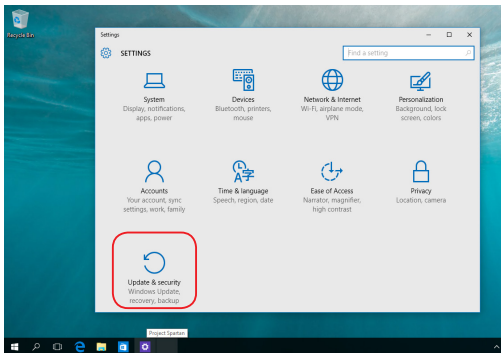 Recycle Bin
Settings
SETTINGS
Find a setting
System
Display, notifications,
apps, power
Devices
Bluetooth, printers,
mouse
Network & Internet
Wi-Fi, airplane mode,
VPN
Personalization
Background, lock
screen, colors
Accounts
Your account, sync
settings, work, family
Time & language
Speech, region, date
Ease of Access
Narrator, magnifier,
high contrast
Privacy
Location, camera
Update & security
Windows Update,
recovery, backup
Project Spartan